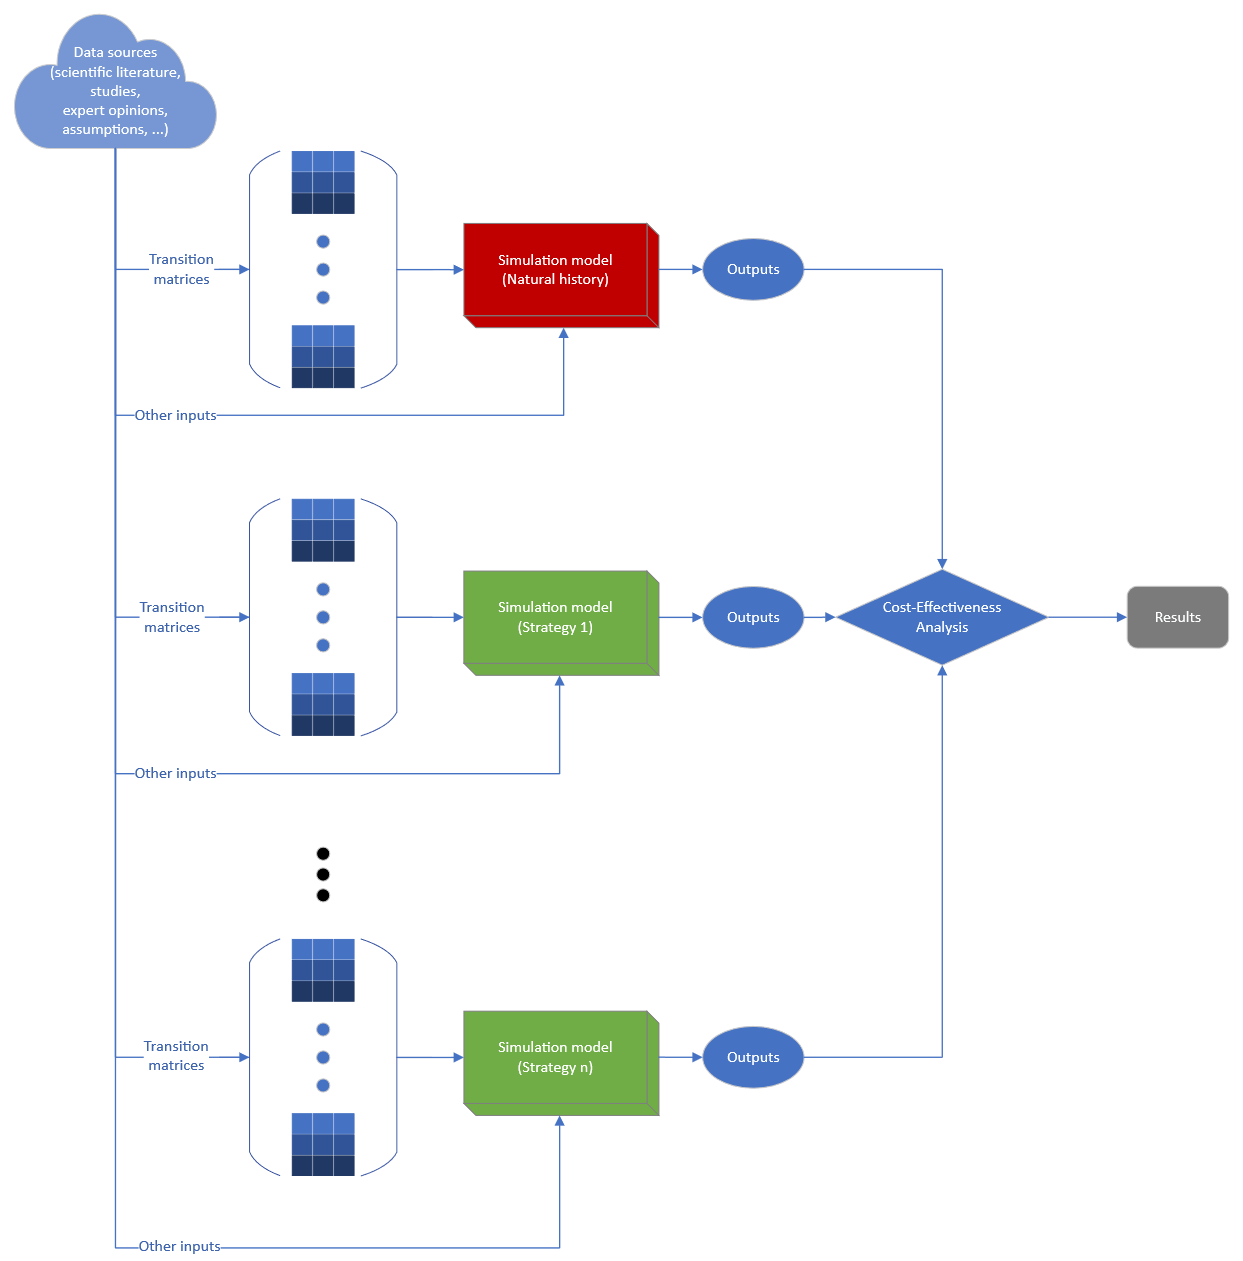 Data sources
(scientific literature,
studies,
expert opinions,
assumptions, ...)
Transition
matrices
Simulation model
(Natural history)
Outputs
Other inputs
Transition
matrices
Simulation model
(Strategy 1)
Outputs
Cost-Effectiveness
Analysis
Results
Other inputs
Transition
matrices
Simulation model
(Strategy n)
Outputs
Other inputs